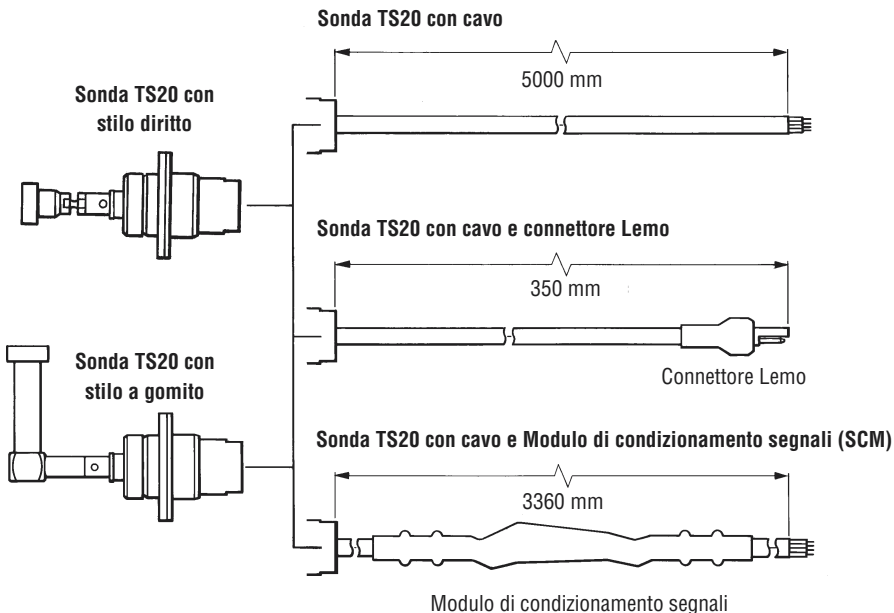 Sonda TS20 con cavo
5000 mm
Sonda TS20 con
stilo diritto
Sonda TS20 con cavo e connettore Lemo
350 mm
Connettore Lemo
Sonda TS20 con
stilo a gomito
Sonda TS20 con cavo e Modulo di condizionamento segnali (SCM)
3360 mm
Modulo di condizionamento segnali